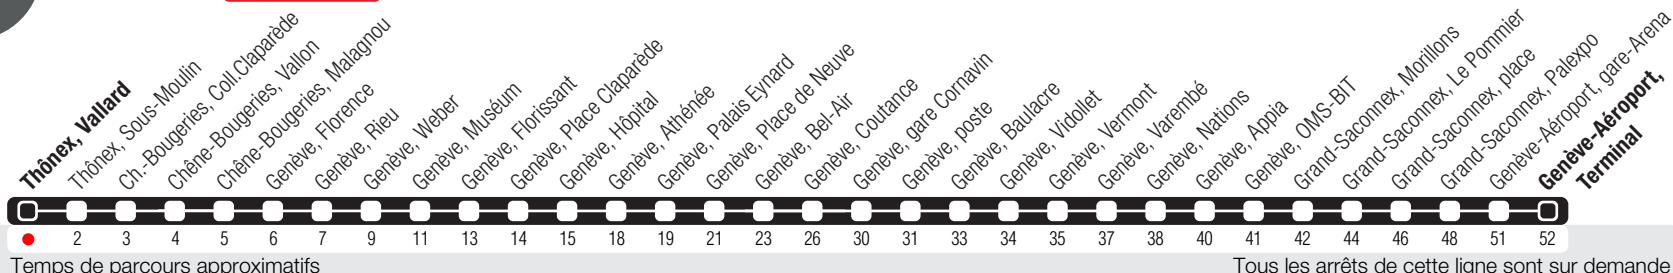 Thônex, Vallard
Thônex, Sous-Moulin
Ch.-Bougeries, Coll.Claparède
Chêne-Bougeries, Vallon
Chêne-Bougeries, Malagnou
Genève, Florence
Genève, Rieu
Genève, Weber
Genève, Muséum
Genève, Florissant
Genève, Place Claparède
Genève, Hôpital
Genève, Athénée
Genève, Palais Eynard
Genève, Place de Neuve
Genève, Bel-Air
Genève, Coutance
Genève, gare Cornavin
Genève, poste
Genève, Baulacre
Genève, Vidollet
Genève, Vermont
Genève, Varembé
Genève, Nations
Genève, Appia
Genève, OMS-BIT
Grand-Saconnex, Morillons
Grand-Saconnex, Le Pommier
Grand-Saconnex, place
Grand-Saconnex, Palexpo
Genève-Aéroport, gare-Arena
Genève-Aéroport,
Terminal
2 3 4 5 6 7 9 11 13 14 15 18 19 21 23 26 30 31 33 34 35 37 38 40 41 42 44 46 48 51 52
Temps de parcours approximatifs
Tous les arrêts de cette ligne sont sur demande